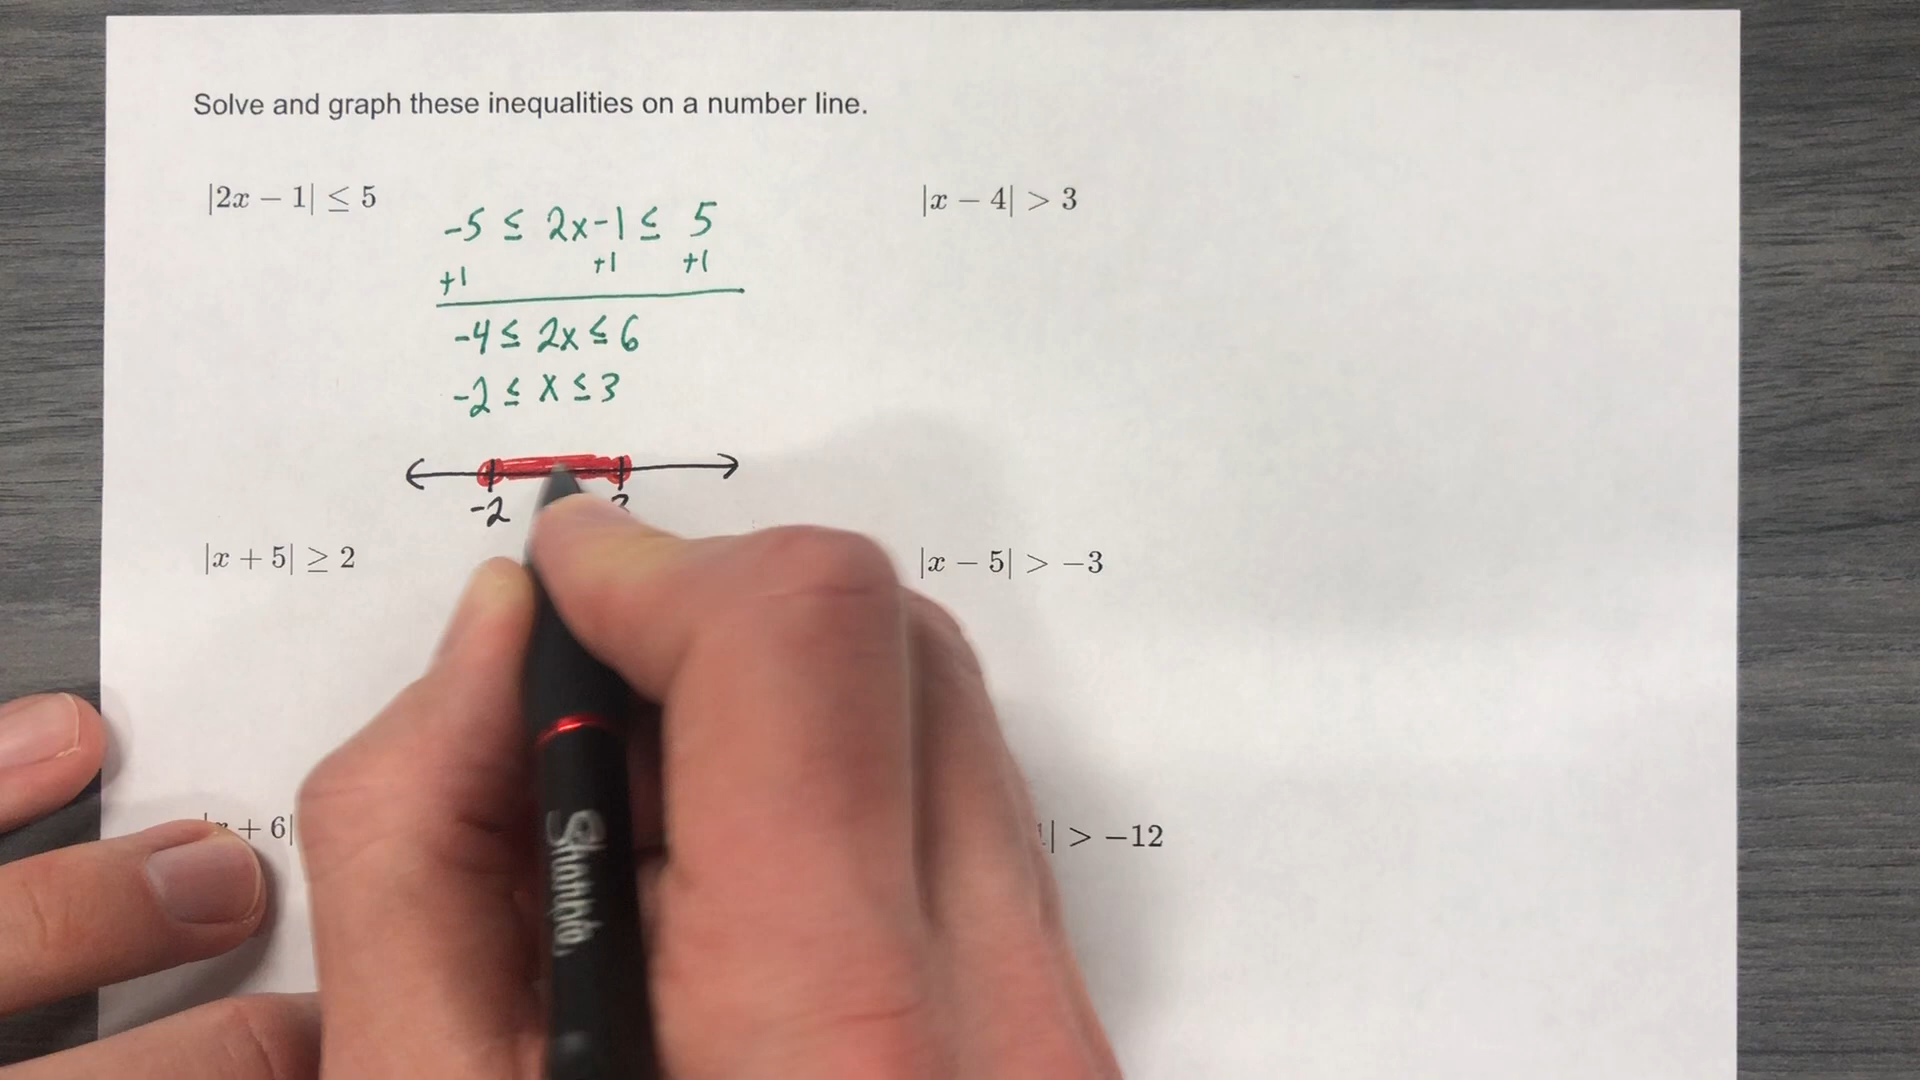 Solve and graph these inequalities on a number line.
|2x − 1| ≤ 5
-5 ≤ 2x-1 ≤ 5
+1 +1 +1
-4 ≤ 2x ≤ 6
-2 ≤ x ≤ 3
-2
|x − 4| > 3
|x + 5| ≥ 2
|x − 5| > −3
+ 6|
| > −12
Sharpie